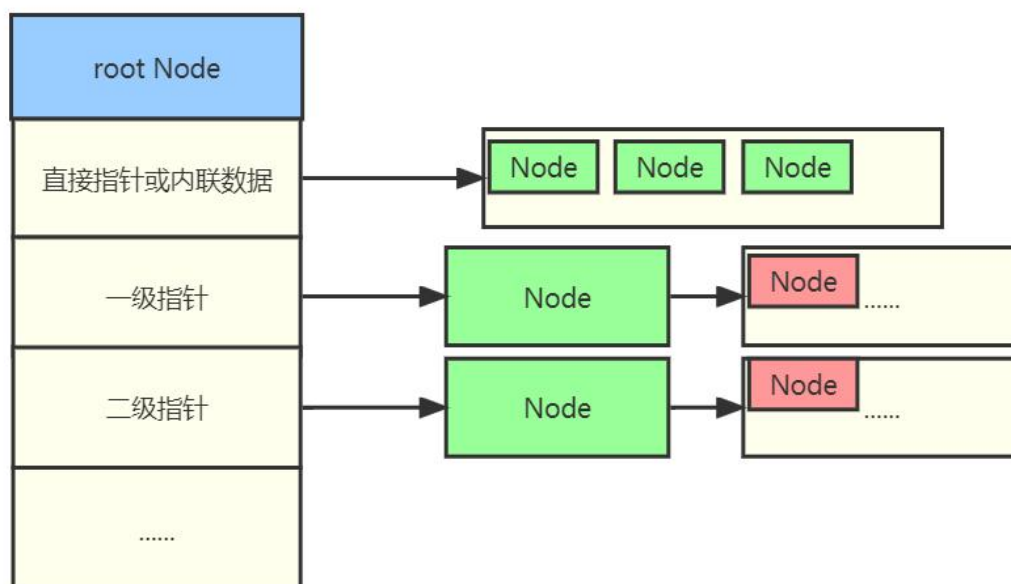 root Node
直接指针或内联数据
Node Node Node
一级指针
Node
Node ......
二级指针
Node
Node ......
......